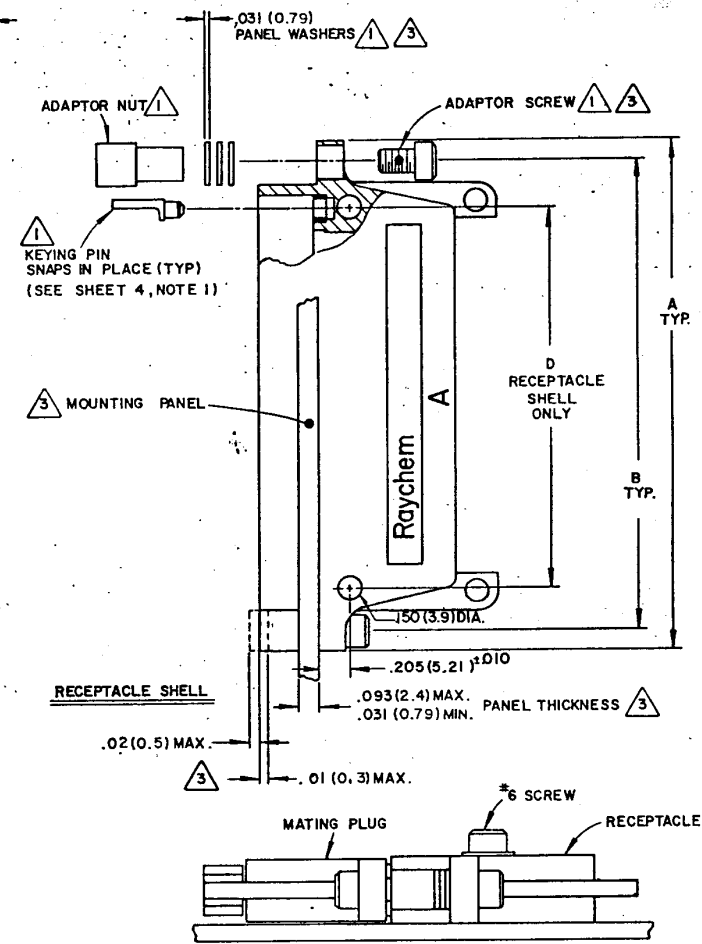 .031 (0.79)
PANEL WASHERS 1 3
ADAPTOR NUT 1
ADAPTOR SCREW 1 3
1
KEYING PIN
SNAPS IN PLACE (TYP)
(SEE SHEET 4, NOTE 1)
A
TYP.
D
RECEPTACLE
SHELL
ONLY
3 MOUNTING PANEL
Raychem
A
B
TYP.
.150 (3.9) DIA.
.205 (5.21) ±.010
RECEPTACLE SHELL
.093 (2.4) MAX.
.031 (0.79) MIN.
PANEL THICKNESS 3
.02 (0.5) MAX.
3
.01 (0.3) MAX.
#6 SCREW
MATING PLUG
RECEPTACLE